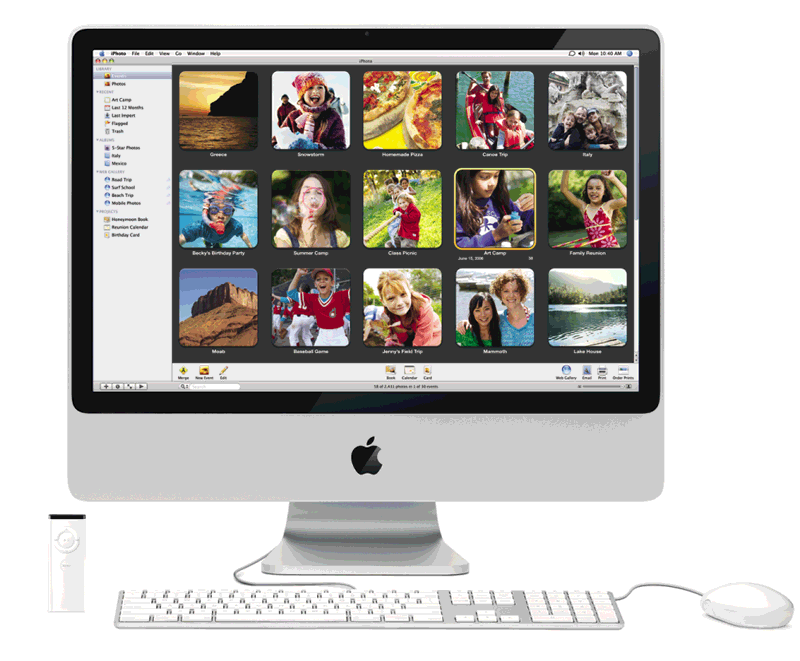 iPhoto File Edit View Go Window Help
Mon 10:40 AM
iPhoto
LIBRARY
Events
Photos
RECENT
Art Camp
Last 12 Months
Last Import
Flagged
Trash
ALBUMS
5-Star Photos
Italy
Mexico
WEB GALLERY
Road Trip
Surf School
Beach Trip
Mobile Photos
PROJECTS
Honeymoon Book
Reunion Calendar
Birthday Card
Greece Snowstorm Homemade Pizza Canoe Trip Italy
Becky's Birthday Party Summer Camp Class Picnic Art Camp Family Reunion
June 15, 2008
Moab Baseball Game Jenny's Field Trip Mammoth Lake House
Merge New Event Edit Book Calendar Card Web Gallery Email Print Order Prints
Search